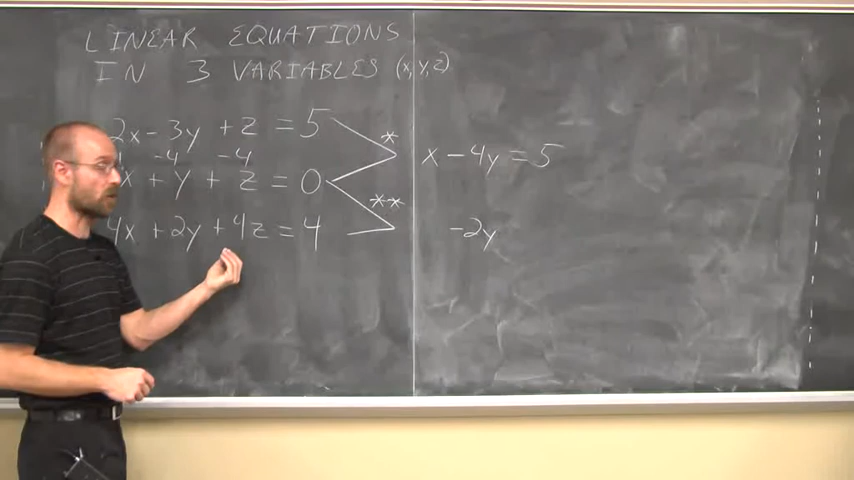 LINEAR EQUATIONS
IN 3 VARIABLES (x,y,z)
2x - 3y + z = 5
*
-4 -4
x + y + z = 0
x - 4y = 5
**
4x + 2y + 4z = 4
-2y